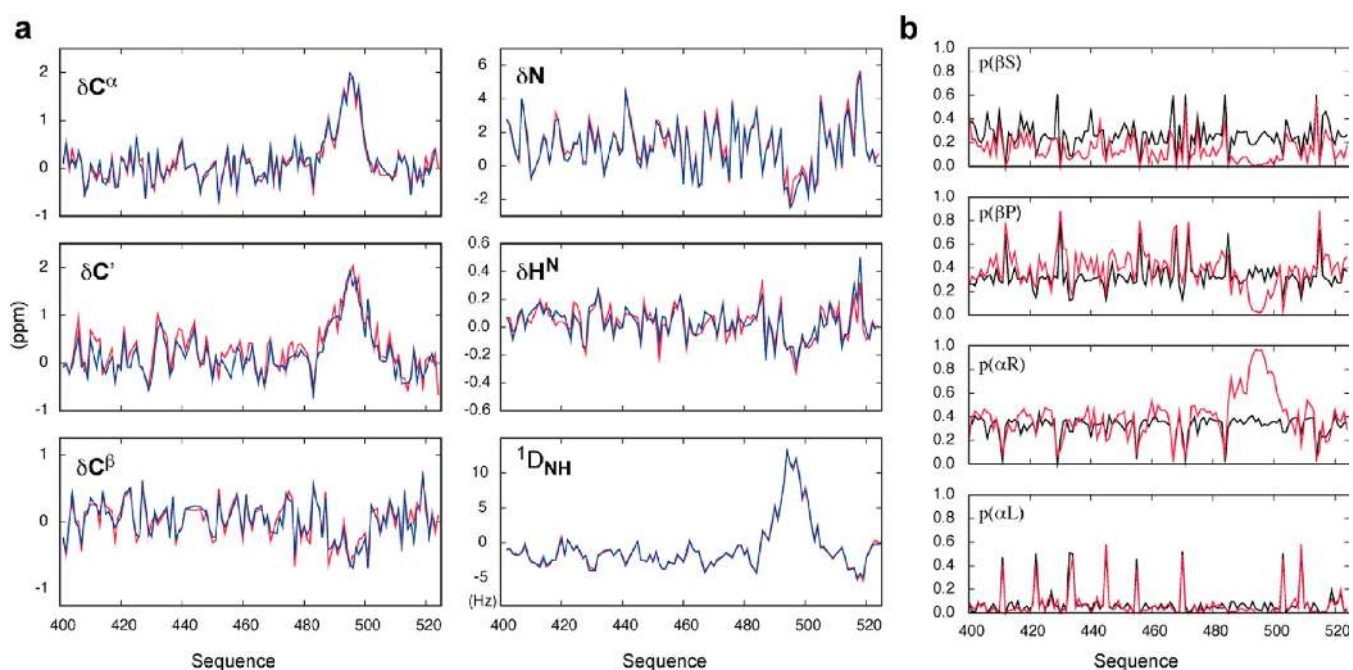 a
δCα
2
1
0
-1
δC'
2
1
0
-1
(ppm)
δCβ
1
0
-1
400 420 440 460 480 500 520
Sequence
δN
6
4
2
0
-2
δHN
0.6
0.4
0.2
0.0
-0.2
-0.4
-0.6
1DNH
10
5
0
-5
(Hz)
400 420 440 460 480 500 520
Sequence
b
p(βS)
1.0
0.8
0.6
0.4
0.2
0.0
p(βP)
1.0
0.8
0.6
0.4
0.2
0.0
p(αR)
1.0
0.8
0.6
0.4
0.2
0.0
p(αL)
1.0
0.8
0.6
0.4
0.2
0.0
400 420 440 460 480 500 520
Sequence